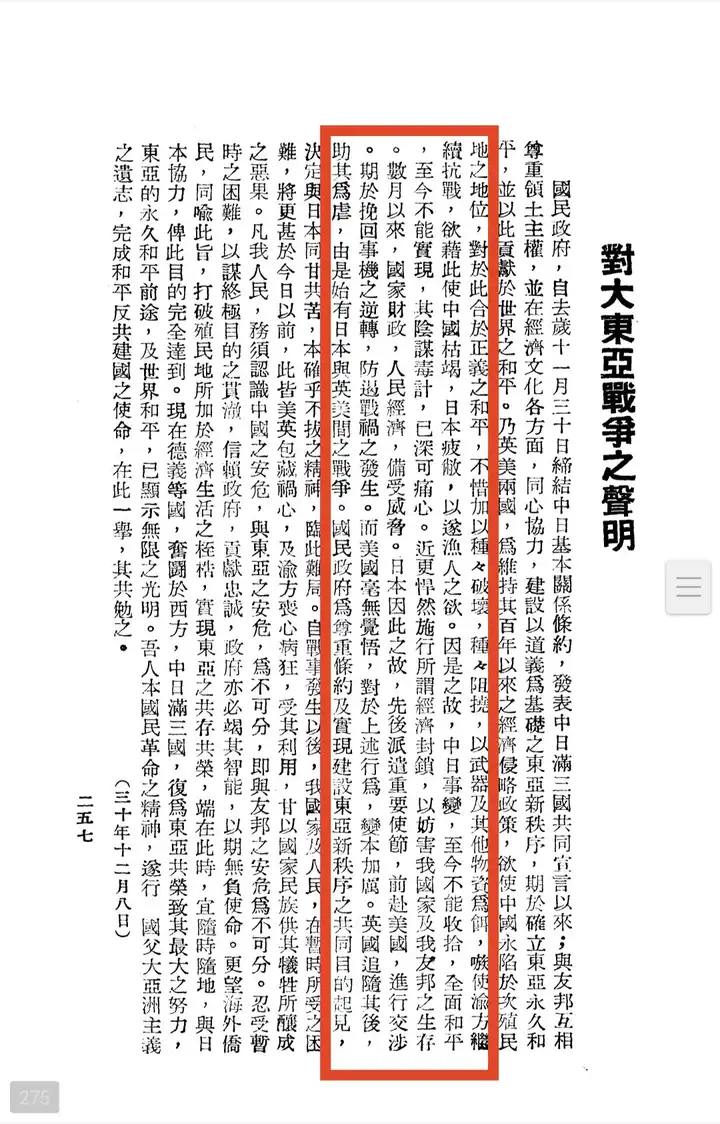 對大東亞戰爭之聲明
國民政府，自去歲十一月三十日締結中日基本關係條約，發表中日滿三國共同宣言以來；與友邦互相
尊重領土主權，並在經濟文化各方面，同心協力，建設以道義爲基礎之東亞新秩序，期於確立東亞永久和
平，並以此貢獻於世界之和平。乃英美兩國，爲維持其百年以來之經濟侵略政策，欲使中國永陷於次殖民
地之地位，對於此合於正義之和平，不惜加以種々破壞，種々阻撓，以武器及其他物資爲餌，嗾使渝方繼
續抗戰，欲藉此使中國枯竭，日本疲敝，以遂漁人之欲。因是之故，中日事變，至今不能收拾，全面和平
，至今不能實現，其陰謀毒計，已深可痛心。近更悍然施行所謂經濟封鎖，以妨害我國家及我友邦之生存
。數月以來，國家財政，人民經濟，備受威脅。日本因此之故，先後派遣重要使節，前赴美國，進行交涉
。期於挽回事機之逆轉，防遏戰禍之發生。而美國毫無覺悟，對於上述行爲，變本加厲。英國追隨其後，
助其爲虐，由是始有日本與英美間之戰爭。國民政府爲尊重條約及實現建設東亞新秩序之共同目的起見，
決定與日本同甘共苦，本確乎不拔之精神，臨此難局。自戰事發生以後，我國家及人民，在暫時所受之困
難，將更甚於今日以前，此皆美英包藏禍心，及渝方喪心病狂，受其利用，甘以國家民族供其犧牲所釀成
之惡果。凡我人民，務須認識中國之安危，與東亞之安危，爲不可分，即與友邦之安危爲不可分。忍受暫
時之困難，以謀終極目的之貫澈，信賴政府，貢獻忠誠，政府亦必竭其智能，以期無負使命。更望海外僑
民，同喻此旨，打破殖民地所加於經濟生活之桎梏，實現東亞之共存共榮，端在此時，宜隨時隨地，與日
本協力，俾此目的完全達到。現在德義等國，奮鬭於西方，中日滿三國，復爲東亞共榮致其最大之努力，
東亞的永久和平前途，及世界和平，已顯示無限之光明。吾人本國民革命之精神，遂行　國父大亞洲主義
之遺志，完成和平反共建國之使命，在此一舉，其共勉之。
（三十年十二月八日）
二五七
275